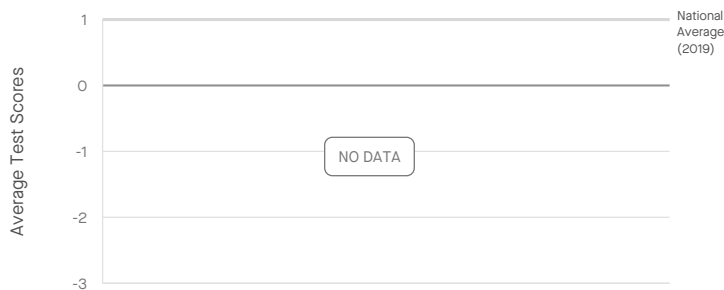 Average Test Scores
1
0
-1
-2
-3
NO DATA
National
Average
(2019)